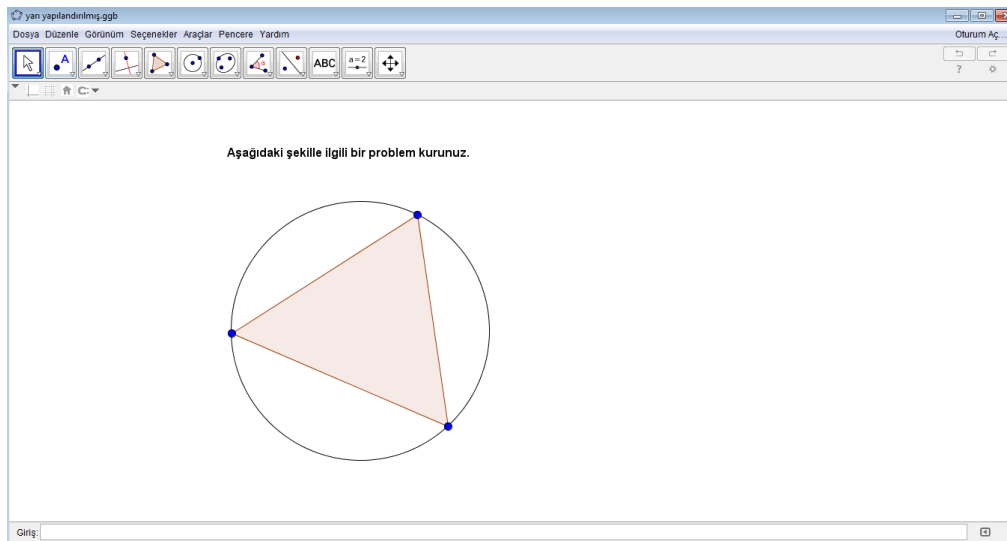 yarı yapılandırılmış.ggb
Dosya Düzenle Görünüm Seçenekler Araçlar Pencere Yardım
Oturum Aç...
A
α
ABC
a=2
?
Aşağıdaki şekille ilgili bir problem kurunuz.
Giriş: